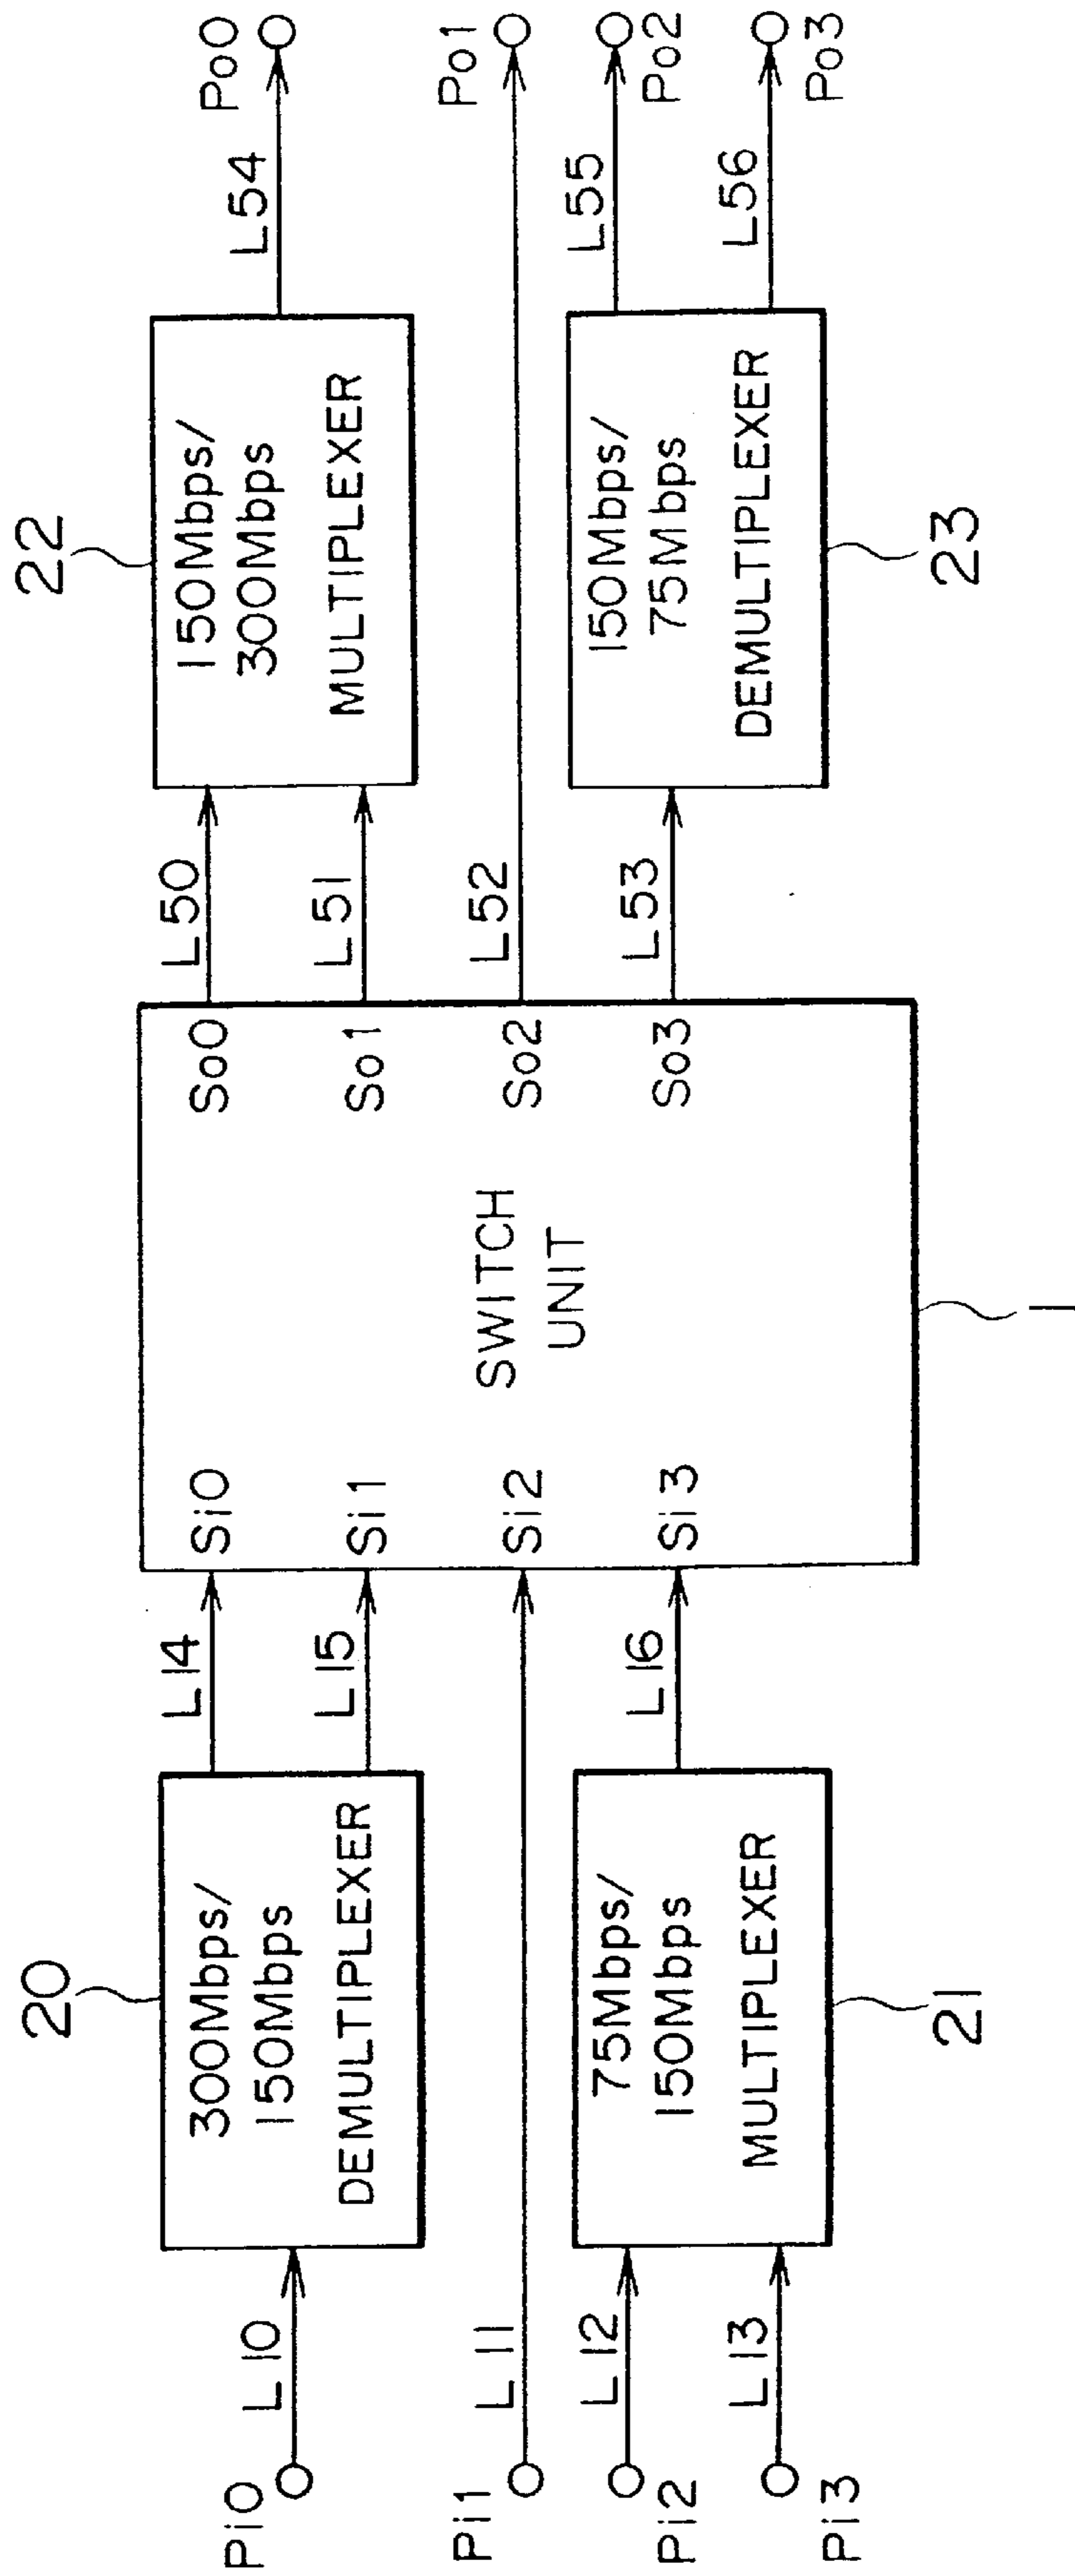 20
22
Pi0
L10
300Mbps/
150Mbps
DEMULTIPLEXER
L14
L15
Si0
Si1
Si2
Si3
SWITCH
UNIT
So0
So1
So2
So3
L50
L51
150Mbps/
300Mbps
MULTIPLEXER
L54
Po0
Pi1
L11
L52
Po1
Pi2
L12
Pi3
L13
75Mbps/
150Mbps
MULTIPLEXER
L16
L53
150Mbps/
75Mbps
DEMULTIPLEXER
L55
Po2
L56
Po3
21
1
23